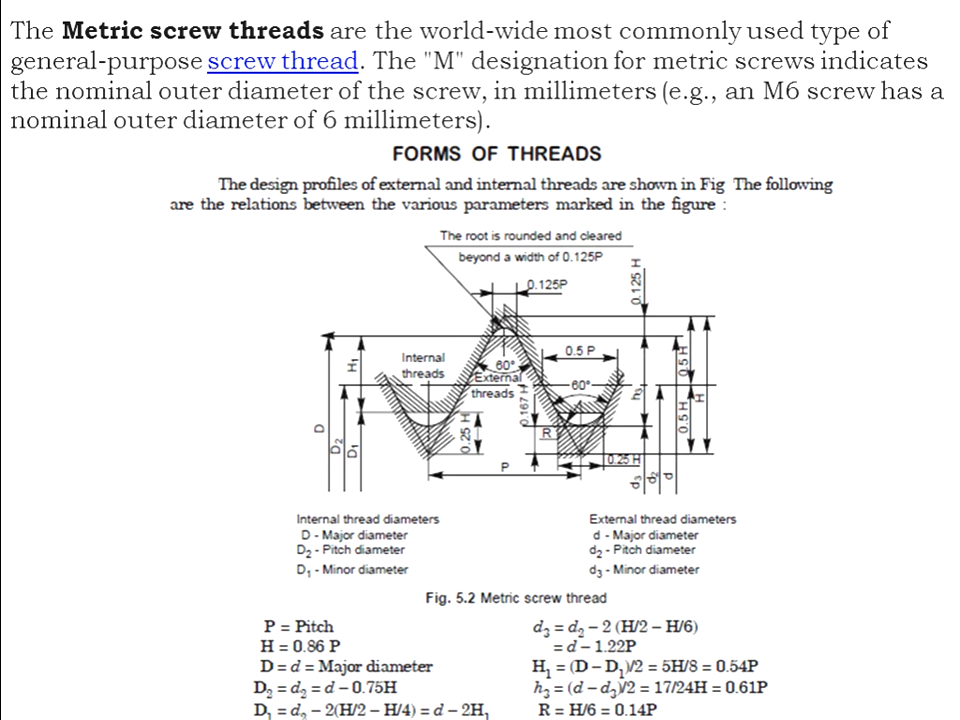 The Metric screw threads are the world-wide most commonly used type of
general-purpose screw thread. The "M" designation for metric screws indicates
the nominal outer diameter of the screw, in millimeters (e.g., an M6 screw has a
nominal outer diameter of 6 millimeters).
FORMS OF THREADS
The design profiles of external and internal threads are shown in Fig The following
are the relations between the various parameters marked in the figure :
The root is rounded and cleared
beyond a width of 0.125P
0.125P
0.125 H
Internal
threads
60°
External
threads
0.5 P
60°
H₁
h₃
0.5 H
H
0.5 H
0.167 H
0.25 H
R
D
D₂
D₁
P
0.25 H
d₃
d₂
d
Internal thread diameters
D - Major diameter
D₂ - Pitch diameter
D₁ - Minor diameter
External thread diameters
d - Major diameter
d₂ - Pitch diameter
d₃ - Minor diameter
Fig. 5.2 Metric screw thread
P = Pitch
H = 0.86 P
D = d = Major diameter
D₂ = d₂ = d – 0.75H
D₁ = d₂ – 2(H/2 – H/4) = d – 2H₁
d₃ = d₂ – 2 (H/2 – H/6)
= d – 1.22P
H₁ = (D – D₁)/2 = 5H/8 = 0.54P
h₃ = (d – d₃)/2 = 17/24H = 0.61P
R = H/6 = 0.14P